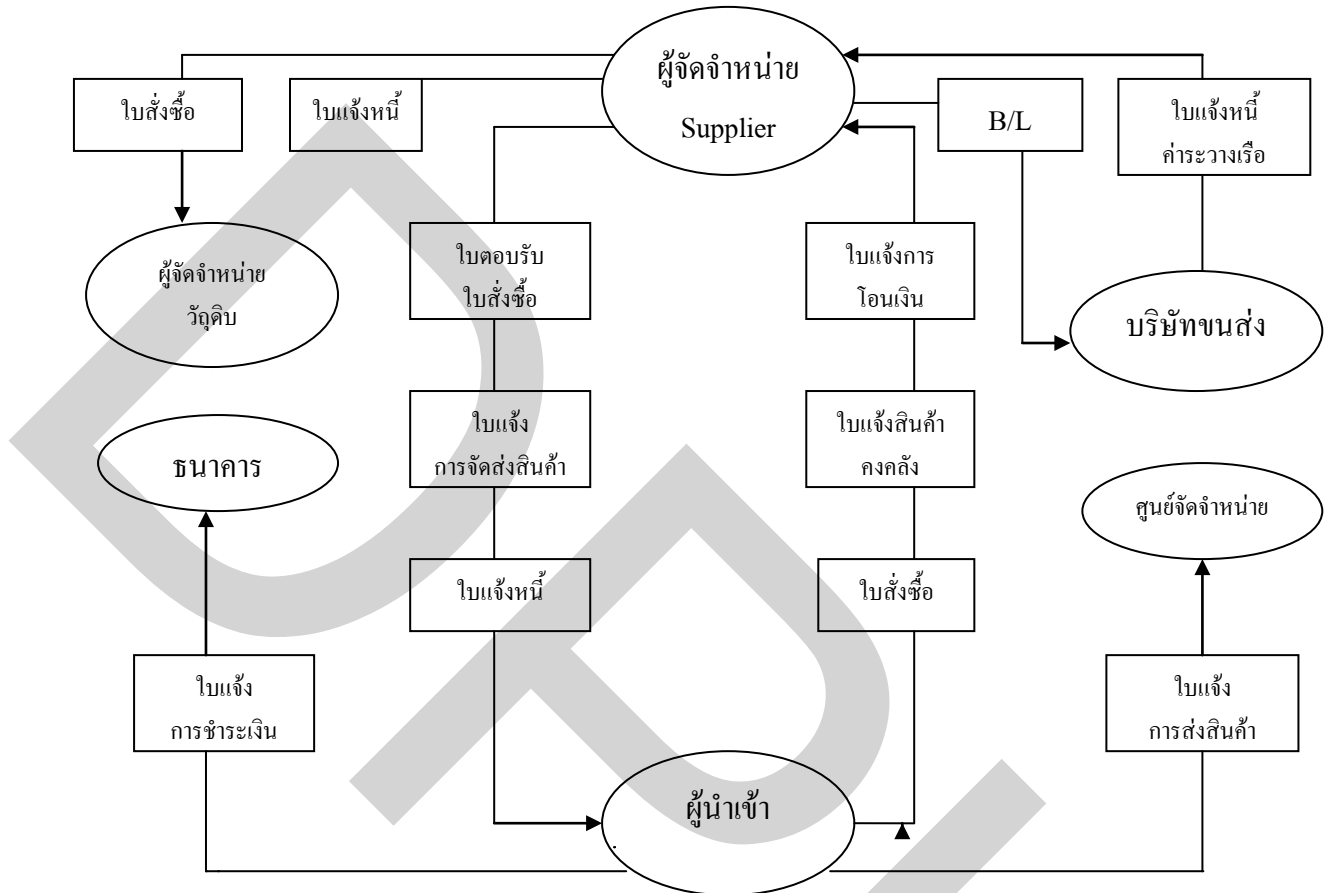 ผู้จัดจำหน่าย
Supplier
ใบสั่งซื้อ
ใบแจ้งหนี้
B/L
ใบแจ้งหนี้
ค่าระวางเรือ
ใบตอบรับ
ใบสั่งซื้อ
ใบแจ้งการ
โอนเงิน
ผู้จัดจำหน่าย
วัถุดิบ
บริษัทขนส่ง
ใบแจ้ง
การจัดส่งสินค้า
ใบแจ้งสินค้า
คงคลัง
ธนาคาร
ศูนย์จัดจำหน่าย
ใบแจ้งหนี้
ใบสั่งซื้อ
ใบแจ้ง
การชำระเงิน
ใบแจ้ง
การส่งสินค้า
ผู้นำเข้า